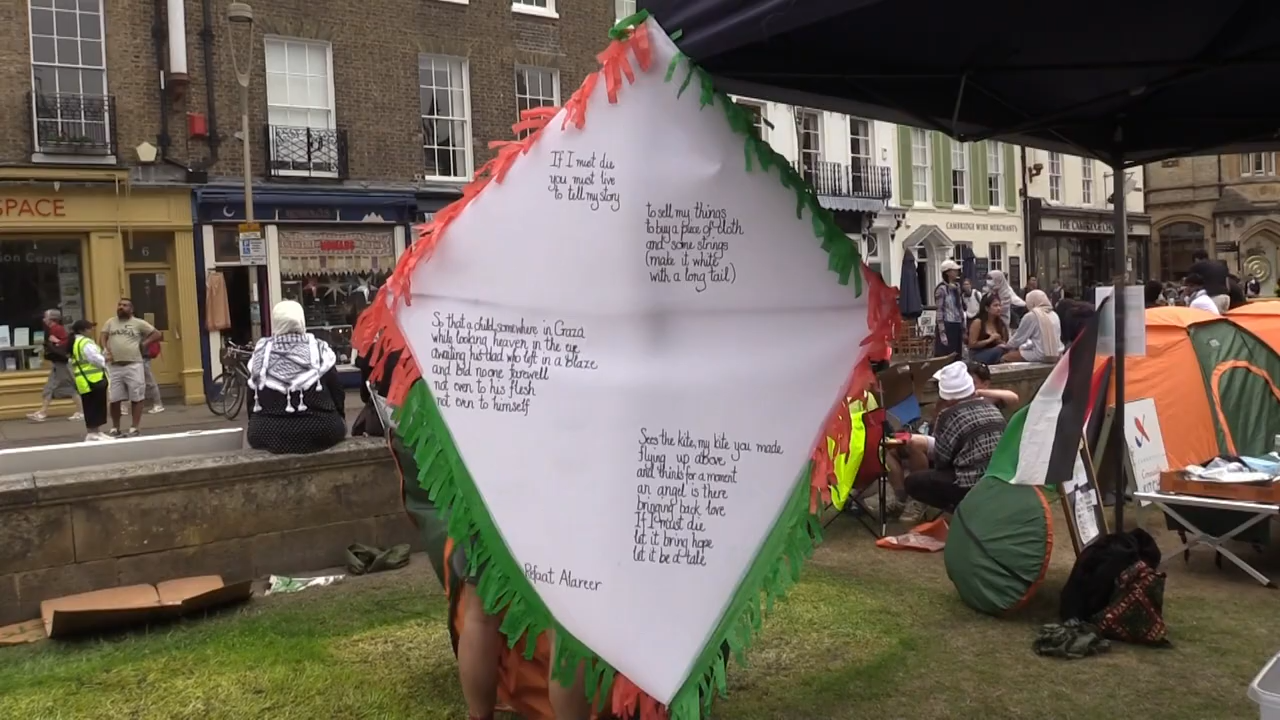 SPACE
6
If I must die
you must live
to tell my story
to sell my things
to buy a piece of cloth
and some strings
(make it white
with a long tail)
So that a child somewhere in Gaza
while looking heaven in the eye
awaiting his dad who left in a blaze
and bid no one farewell
not even to his flesh
not even to himself
Sees the kite, my kite you made
flying up above
and thinks for a moment
an angel is there
bringing back love
If I must die
let it bring hope
let it be a tale
Refaat Alareer
CAMBRIDGE WINE MERCHANTS
THE CAMBRIDGE